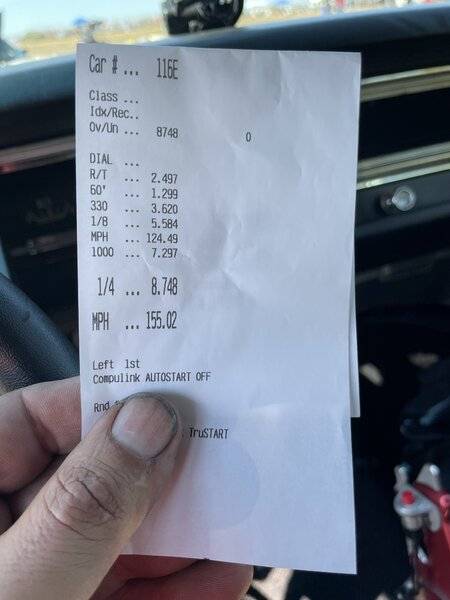 Car # ... 116E
Class ...
Idx/Rec..
Ov/Un ... 8748 0
DIAL ...
R/T ... 2.497
60' ... 1.299
330 ... 3.620
1/8 ... 5.584
MPH ... 124.49
1000 ... 7.297
1/4 ... 8.748
MPH ... 155.02
Left 1st
Compulink AUTOSTART OFF
Rnd
TruSTART